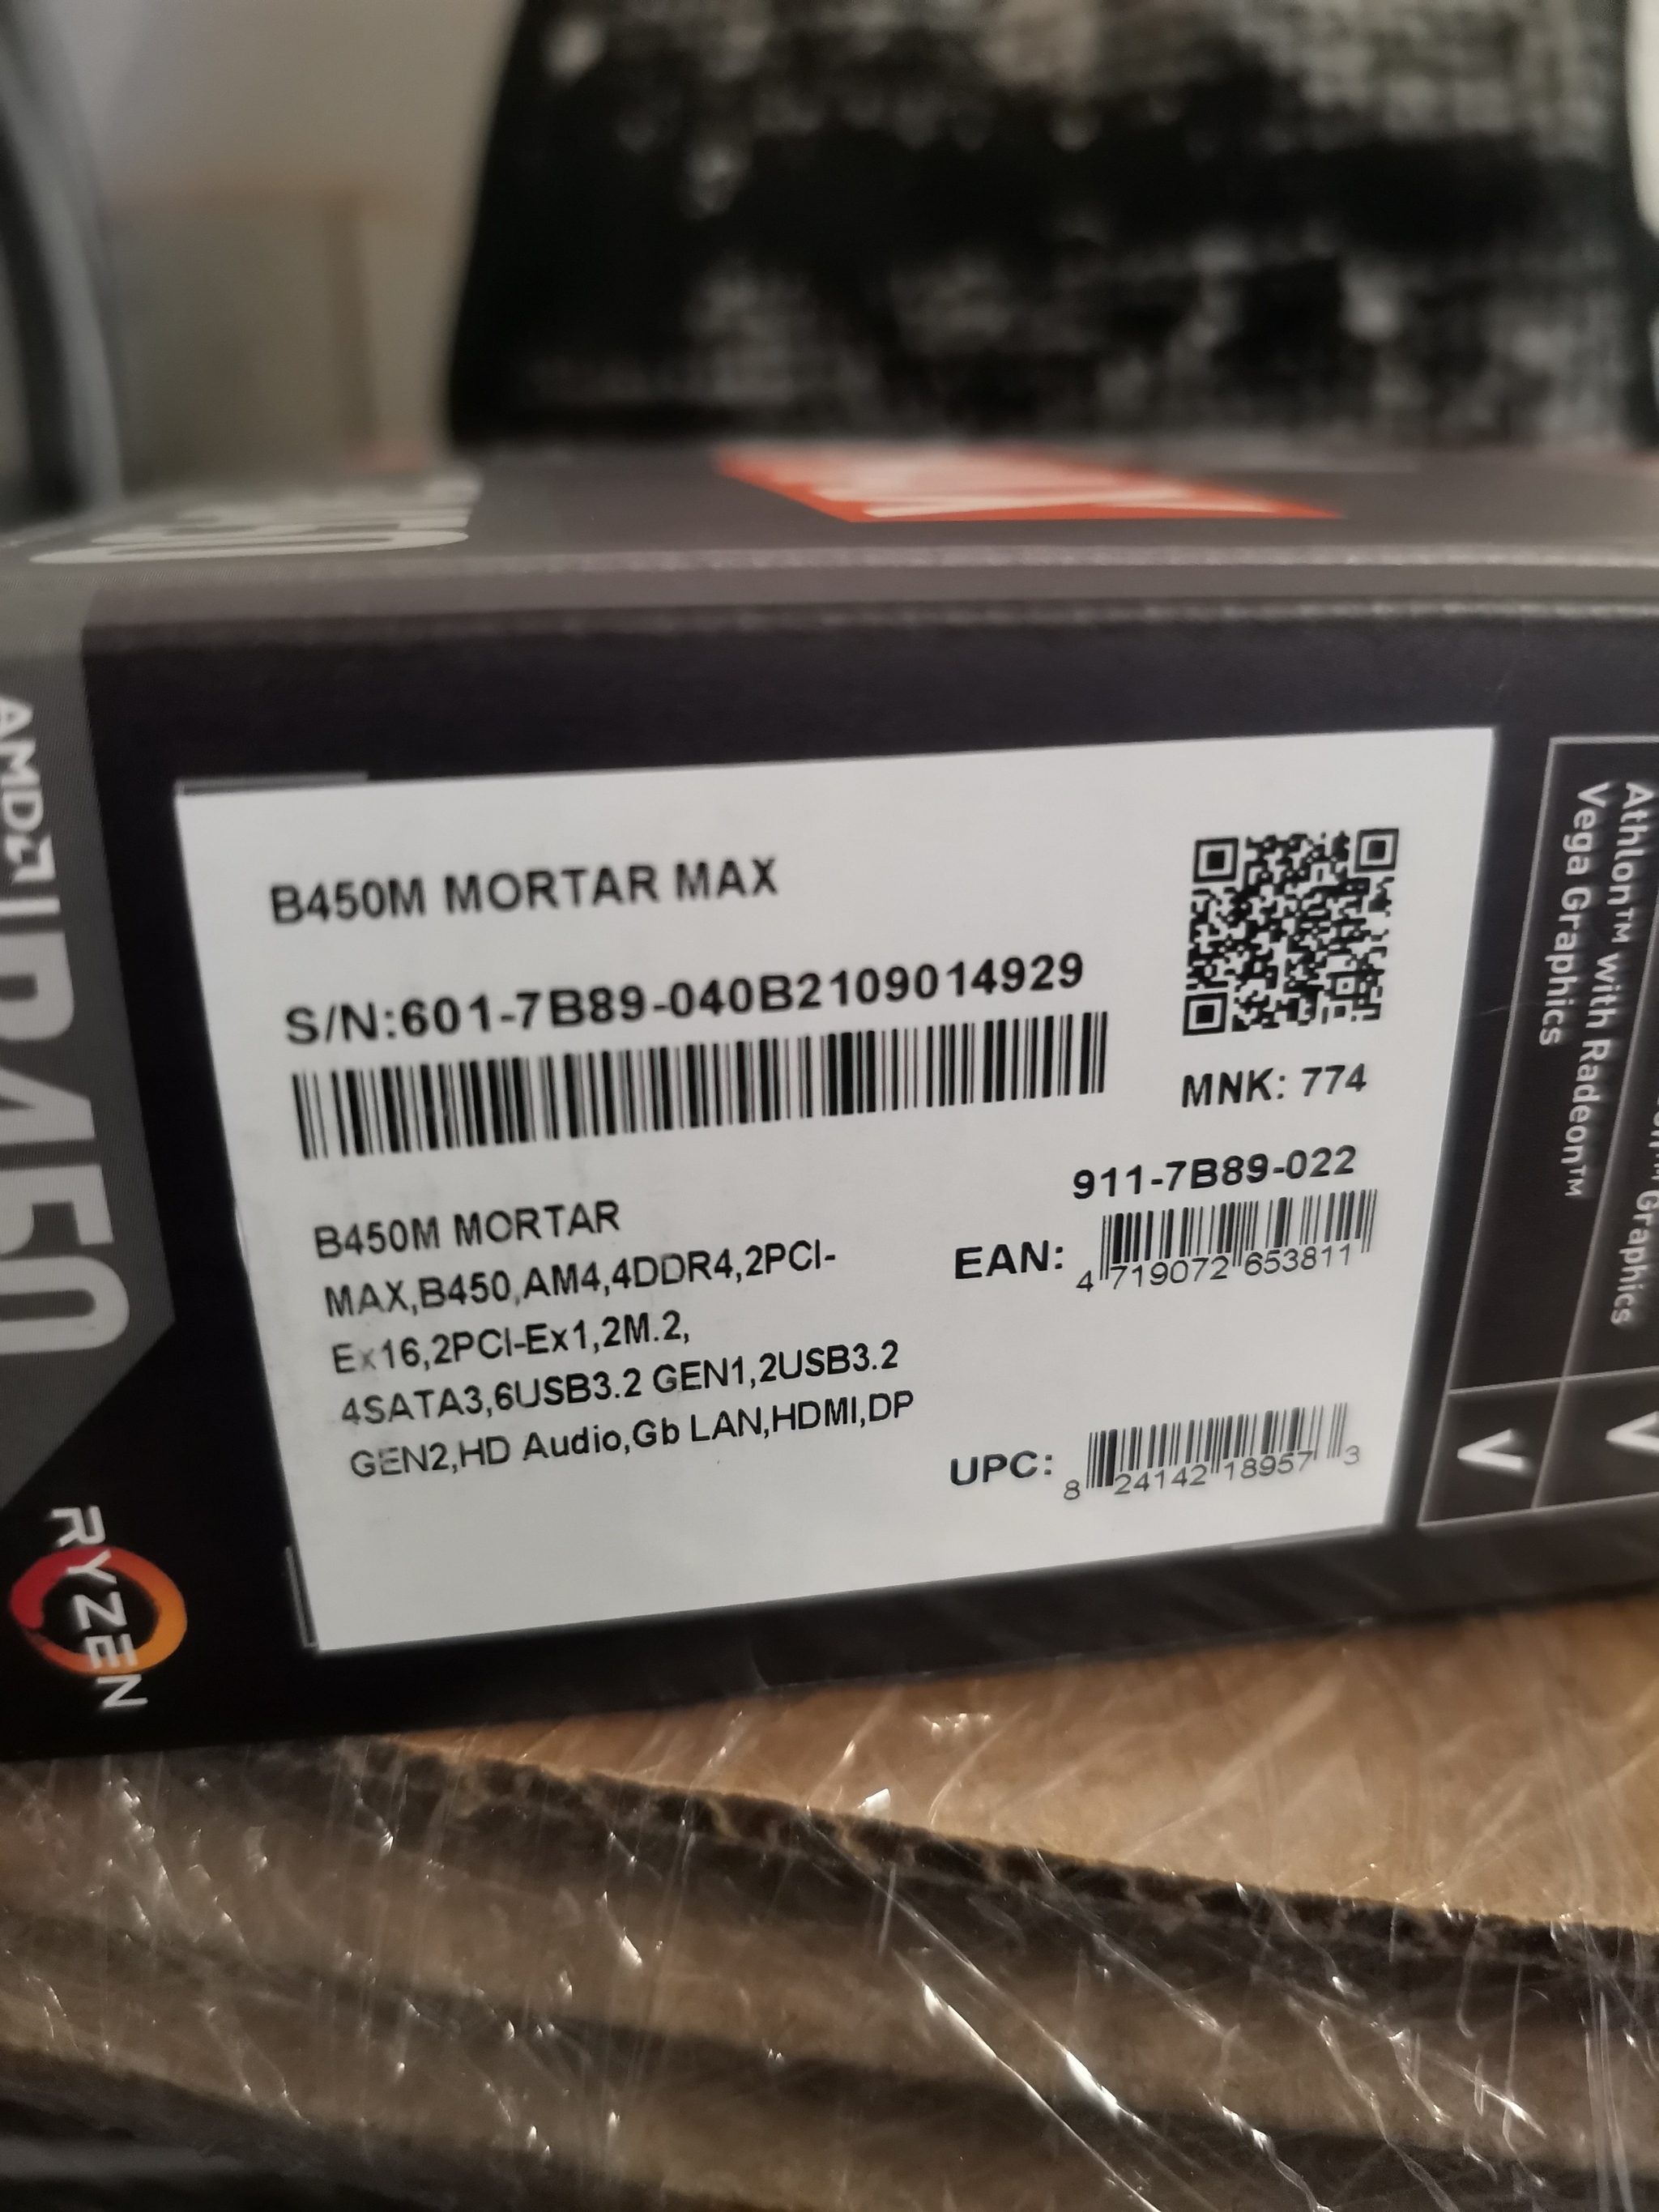 B450M MORTAR MAX
S/N:601-7B89-040B2109014929
MNK: 774
911-7B89-022
B450M MORTAR
MAX,B450,AM4,4DDR4,2PCI-
Ex16,2PCI-Ex1,2M.2,
4SATA3,6USB3.2 GEN1,2USB3.2
GEN2,HD Audio,Gb LAN,HDMI,DP
EAN:
4 719072 653811
UPC:
8 24142 18957 3
AMD
B450
RYZEN
Athlon™ with Radeon™
Vega Graphics
Graphics